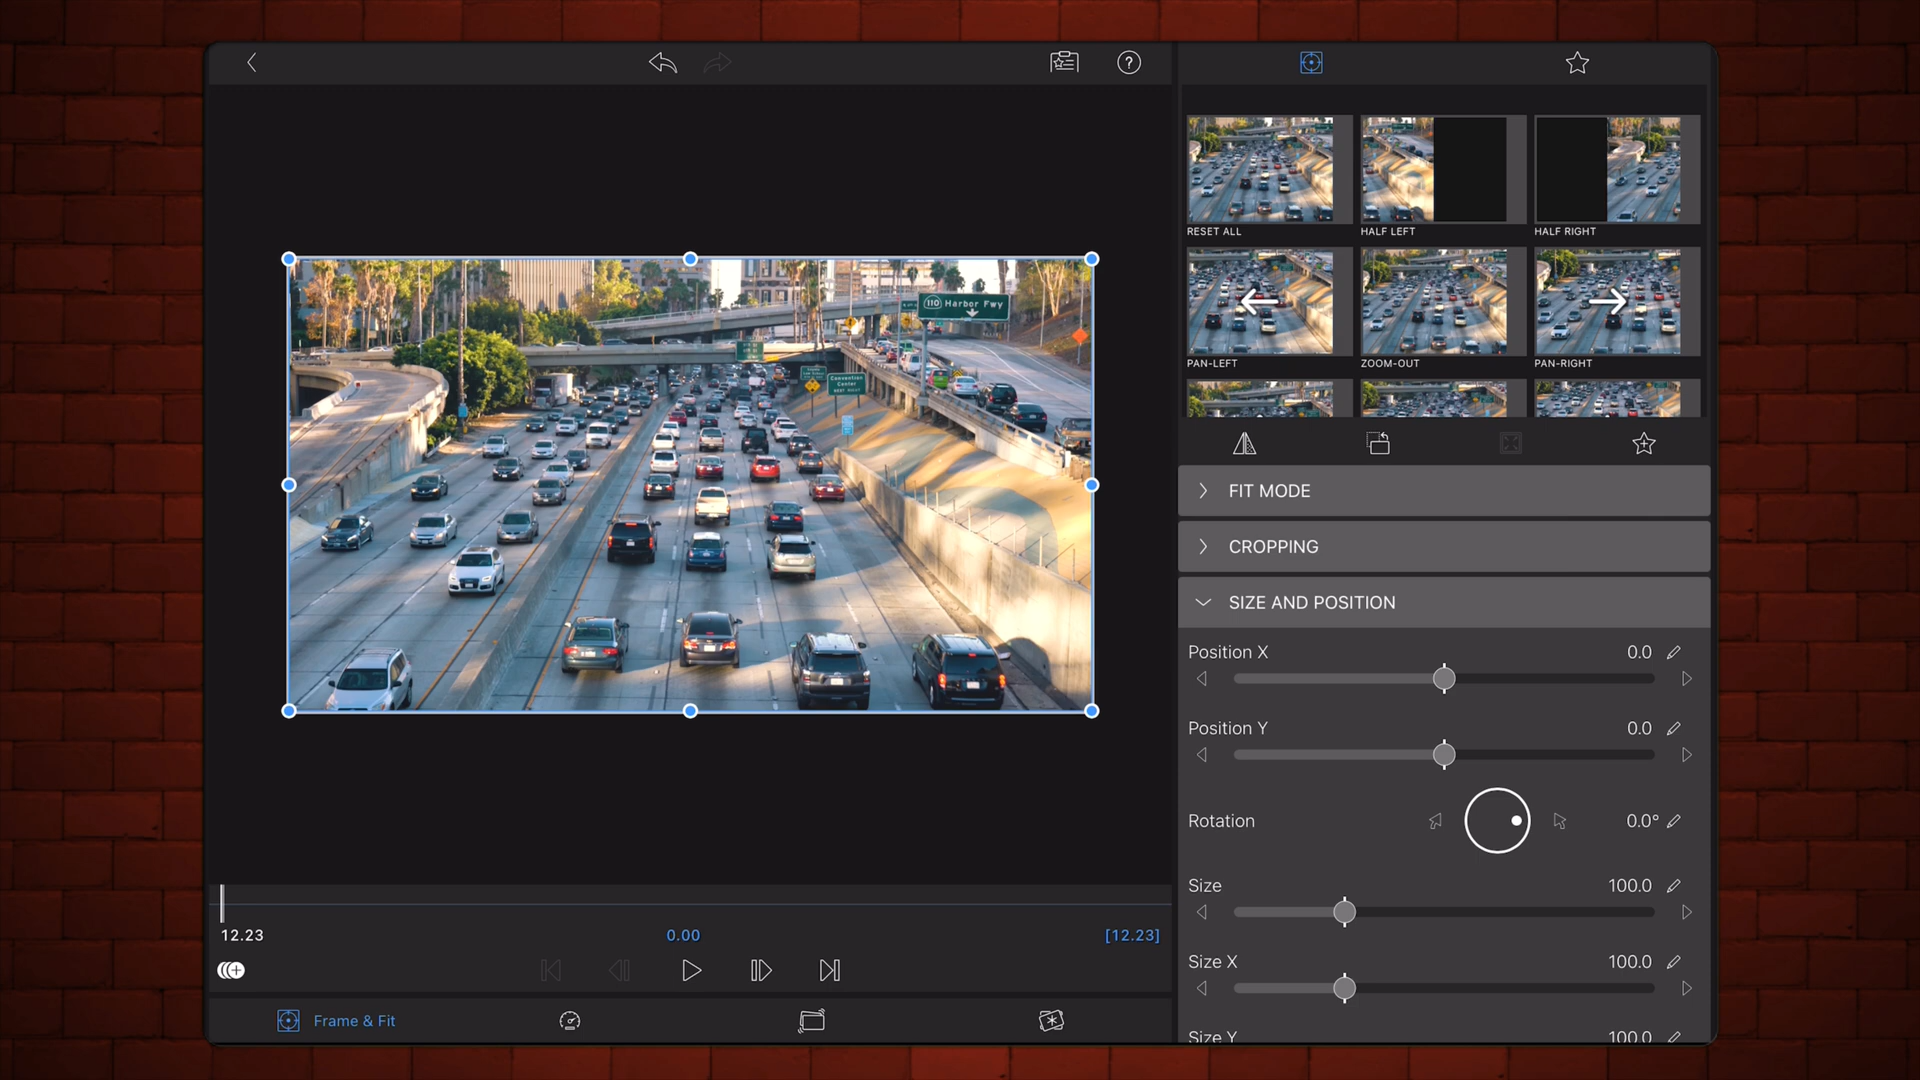 RESET ALL
HALF LEFT
HALF RIGHT
110 Harbor Fwy
Convention
Center
PAN-LEFT
ZOOM-OUT
PAN-RIGHT
FIT MODE
CROPPING
SIZE AND POSITION
Position X
0.0
Position Y
0.0
Rotation
0.0°
Size
100.0
Size X
100.0
Size Y
100.0
12.23
0.00
[12.23]
Frame & Fit